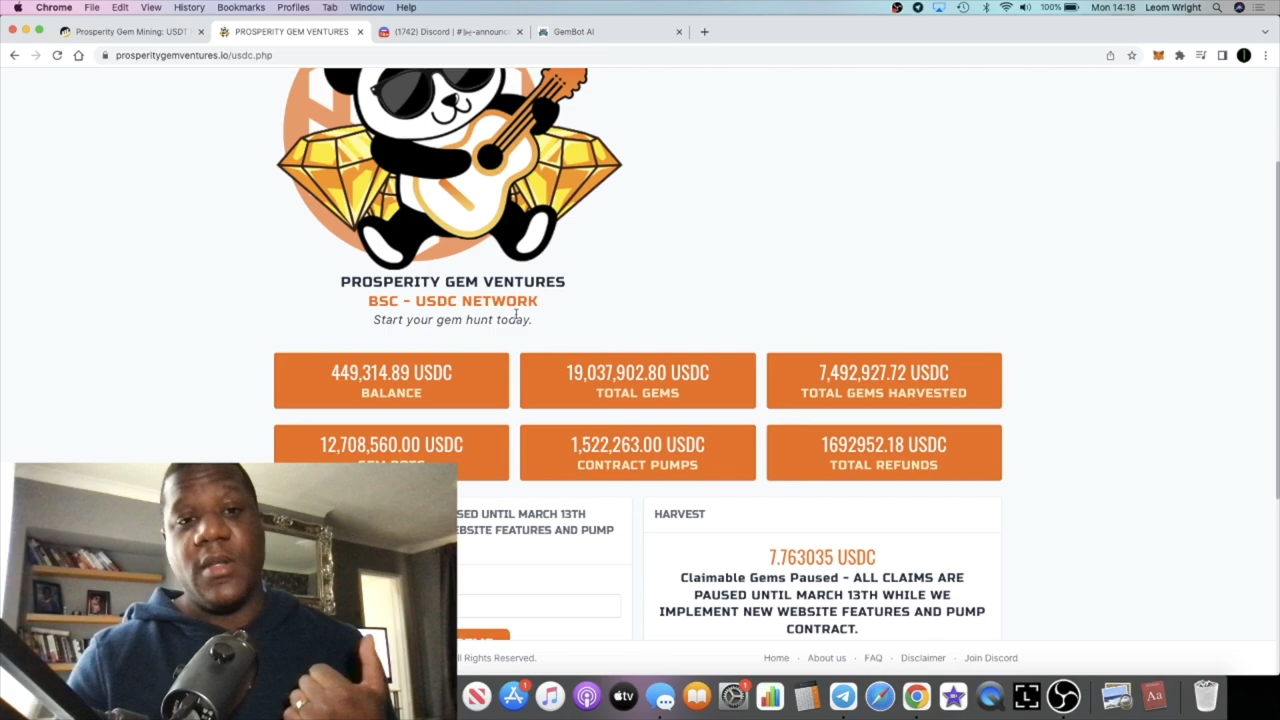 Chrome File Edit View History Bookmarks Profiles Tab Window Help 100% Mon 14:18 Leom Wright
Prosperity Gem Mining: USDT PROSPERITY GEM VENTURES (1742) Discord | GemBot AI
prosperitygemventures.io/usdc.php
PROSPERITY GEM VENTURES
BSC - USDC NETWORK
Start your gem hunt today.
449,314.89 USDC
BALANCE
19,037,902.80 USDC
TOTAL GEMS
7,492,927.72 USDC
TOTAL GEMS HARVESTED
12,708,560.00 USDC
1,522,263.00 USDC
CONTRACT PUMPS
1692952.18 USDC
TOTAL REFUNDS
SED UNTIL MARCH 13TH
EBSITE FEATURES AND PUMP
HARVEST
7.763035 USDC
Claimable Gems Paused - ALL CLAIMS ARE
PAUSED UNTIL MARCH 13TH WHILE WE
IMPLEMENT NEW WEBSITE FEATURES AND PUMP
CONTRACT.
ll Rights Reserved.
Home · About us · FAQ · Disclaimer · Join Discord
tv
Aa